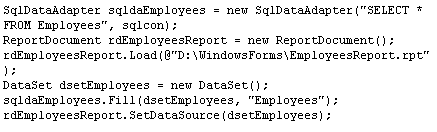 SqlDataAdapter sqldaEmployees = new SqlDataAdapter("SELECT *
FROM Employees", sqlcon);
ReportDocument rdEmployeesReport = new ReportDocument();
rdEmployeesReport.Load(@"D:\WindowsForms\EmployeesReport.rpt"
);
DataSet dsetEmployees = new DataSet();
sqldaEmployees.Fill(dsetEmployees, "Employees");
rdEmployeesReport.SetDataSource(dsetEmployees);